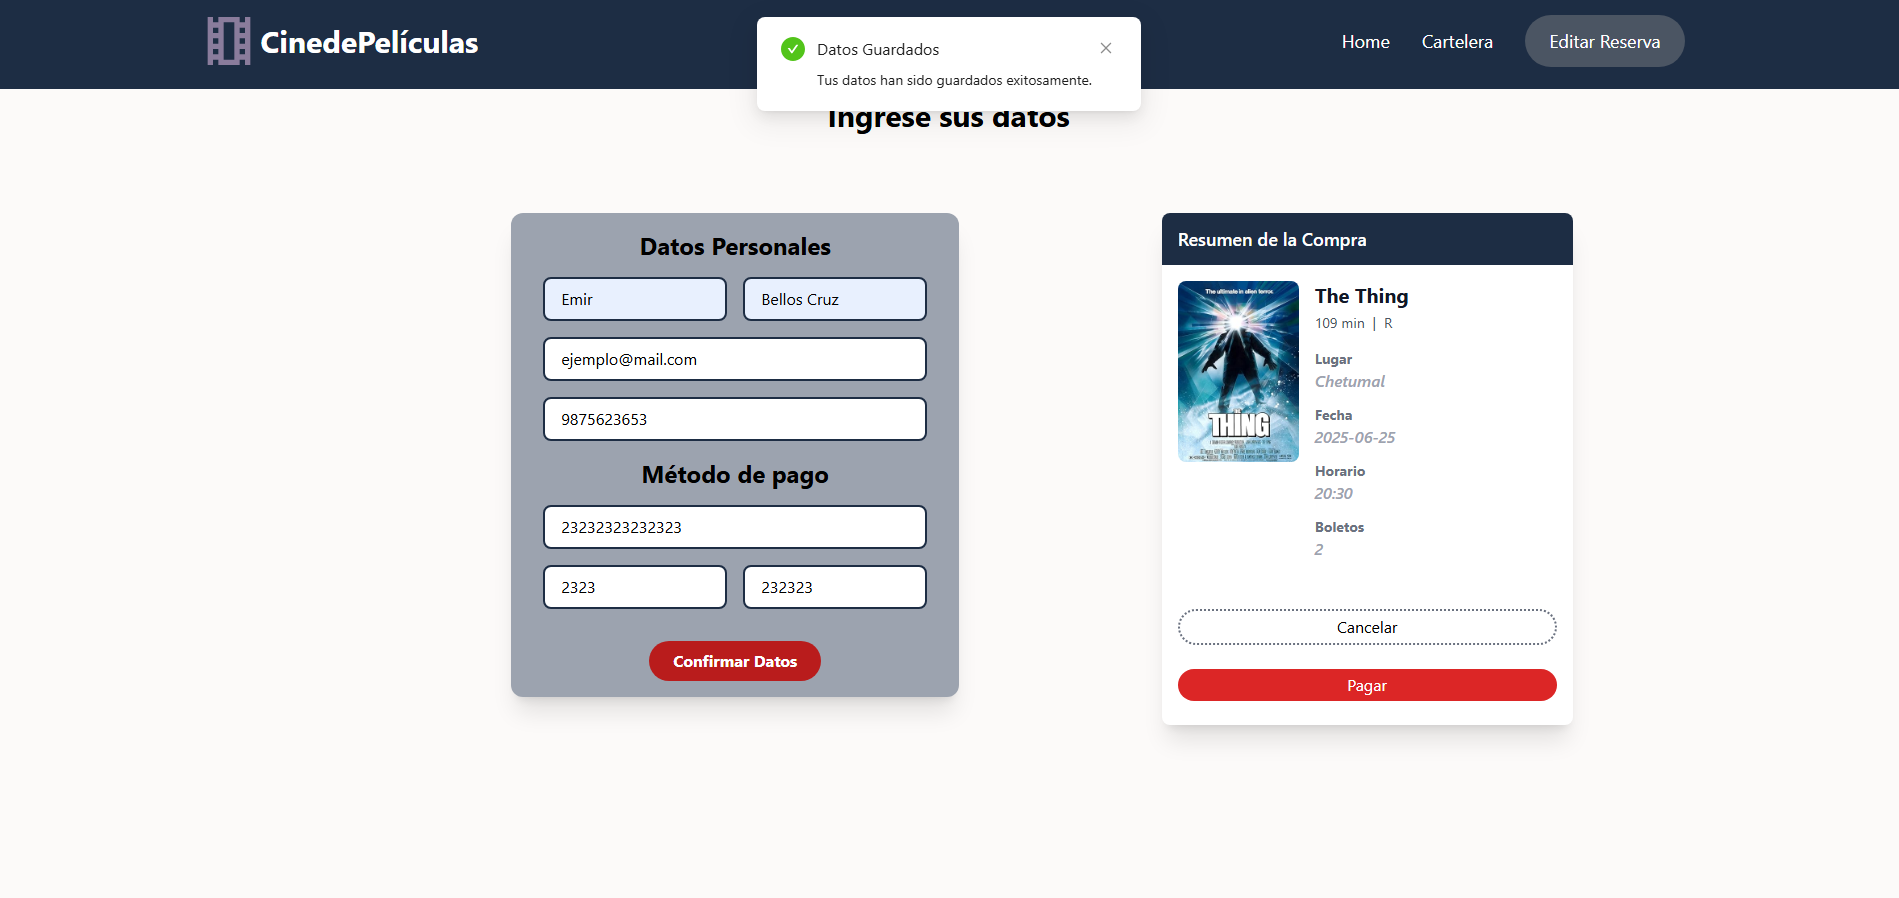 CinedePelículas
Home
Cartelera
Editar Reserva
Datos Guardados
Tus datos han sido guardados exitosamente.
Ingrese sus datos
Datos Personales
Emir
Bellos Cruz
ejemplo@mail.com
9875623653
Método de pago
23232323232323
2323
232323
Confirmar Datos
Resumen de la Compra
The ultimate in alien terror.
THING
The Thing
109 min | R
Lugar
Chetumal
Fecha
2025-06-25
Horario
20:30
Boletos
2
Cancelar
Pagar